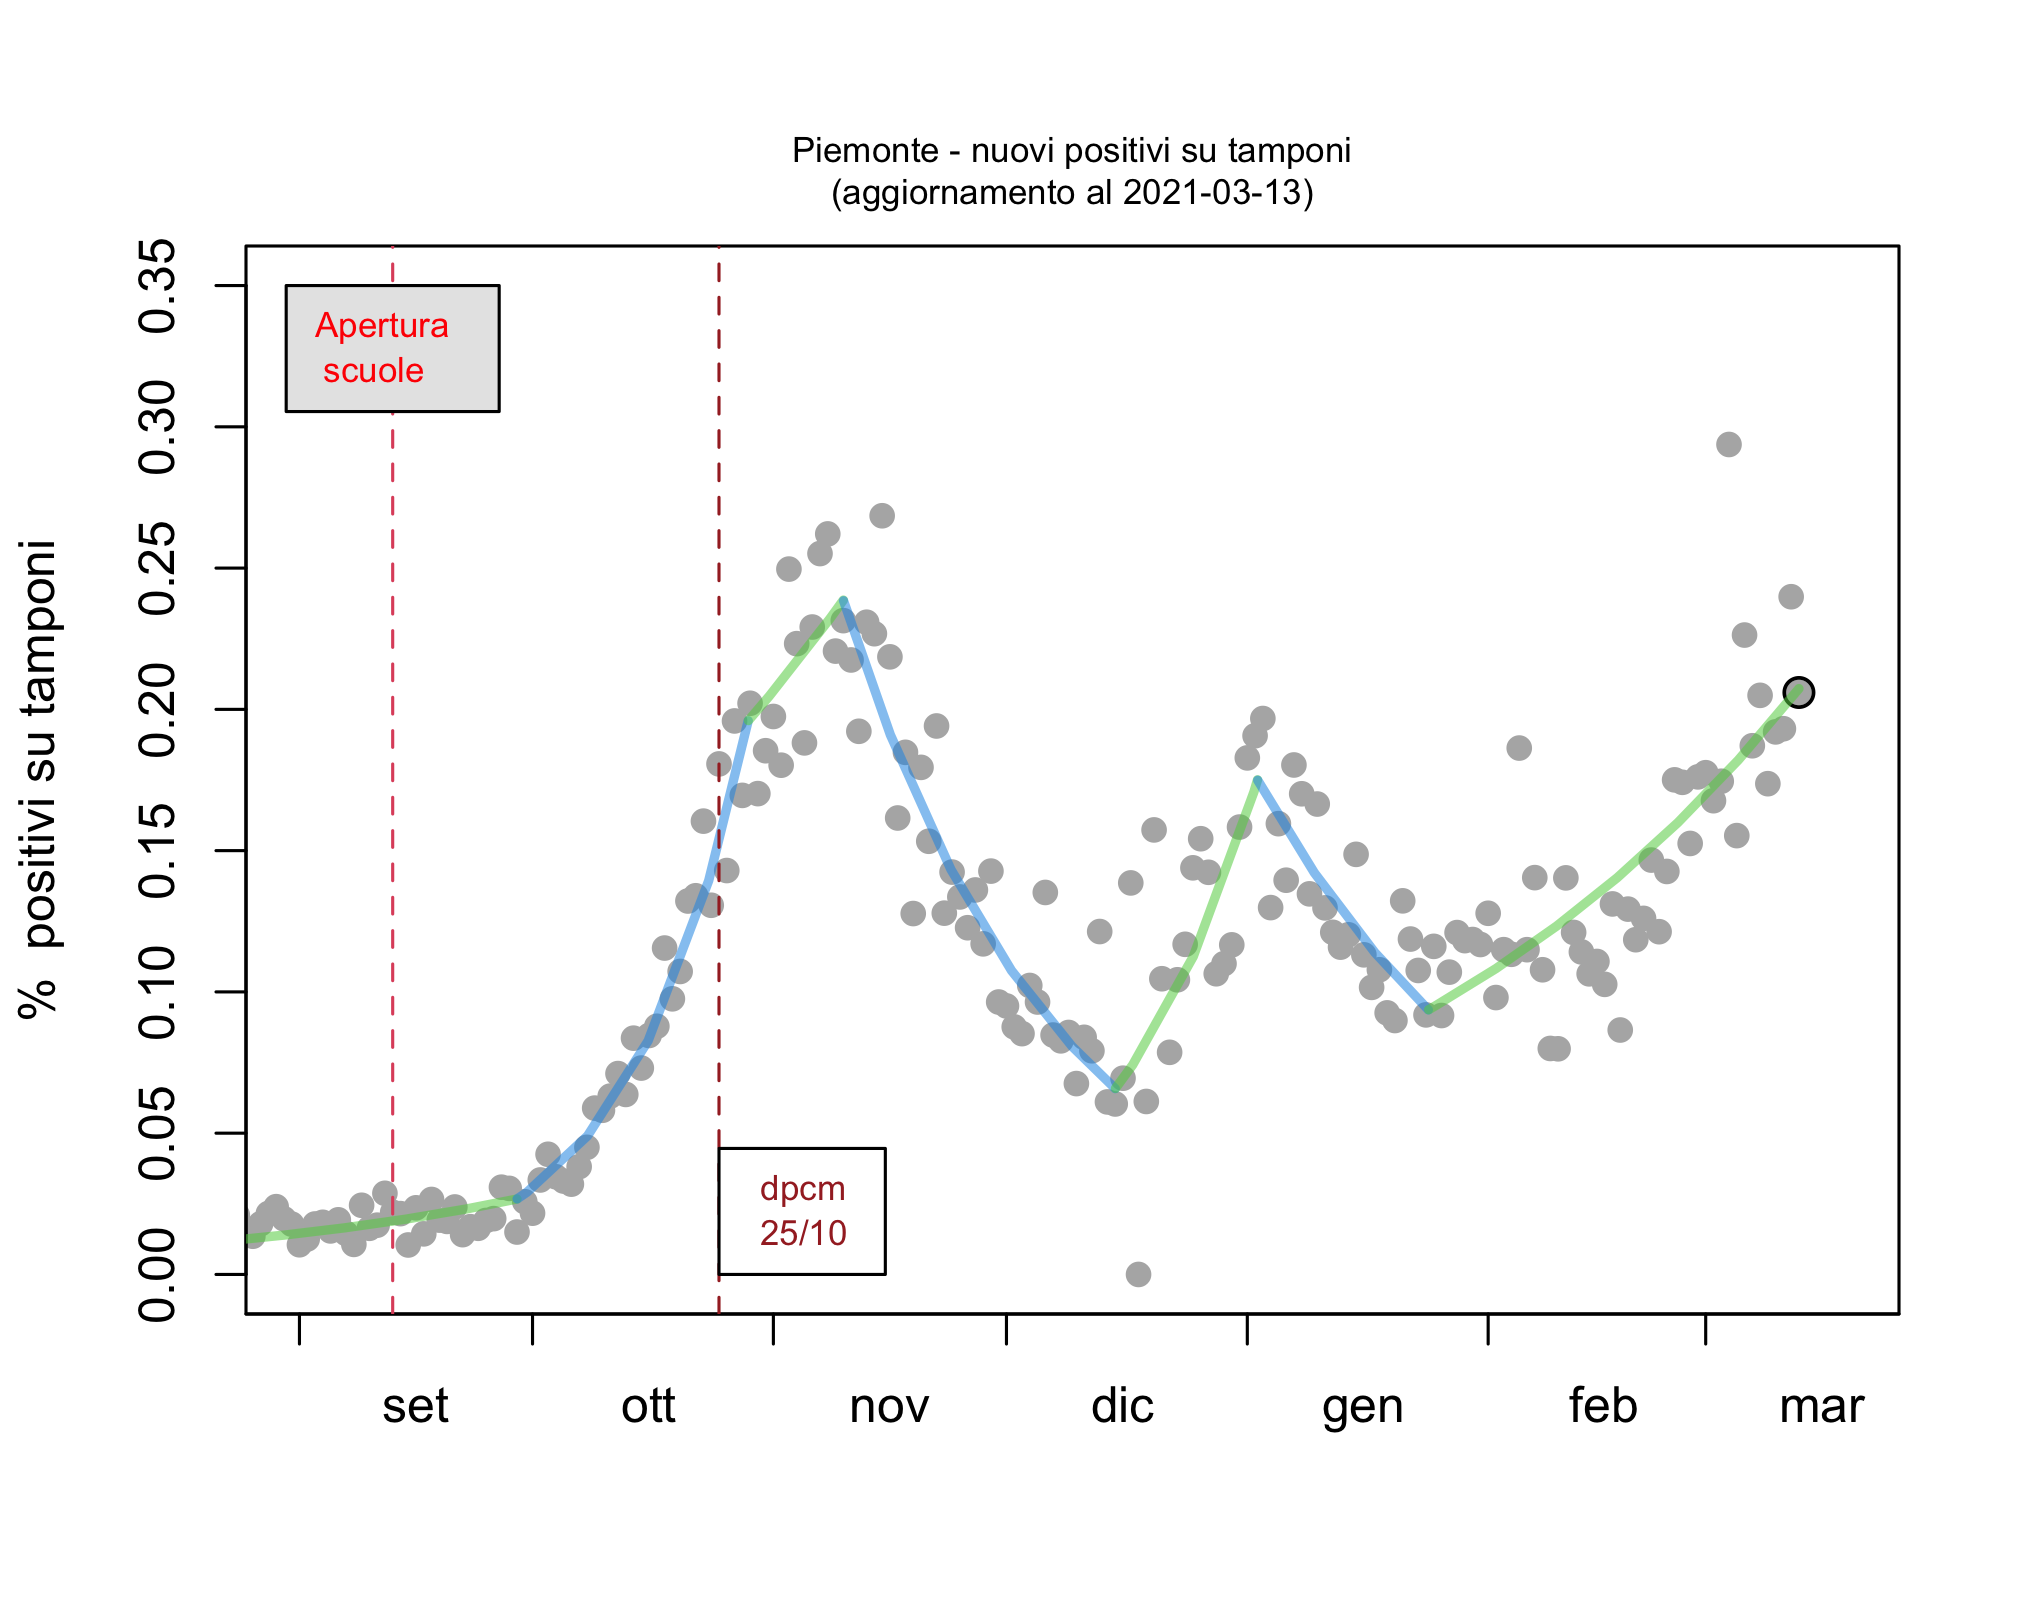 Piemonte - nuovi positivi su tamponi
(aggiornamento al 2021-03-13)
% positivi su tamponi
0.35
0.30
0.25
0.20
0.15
0.10
0.05
0.00
Apertura
scuole
dpcm
25/10
set ott nov dic gen feb mar